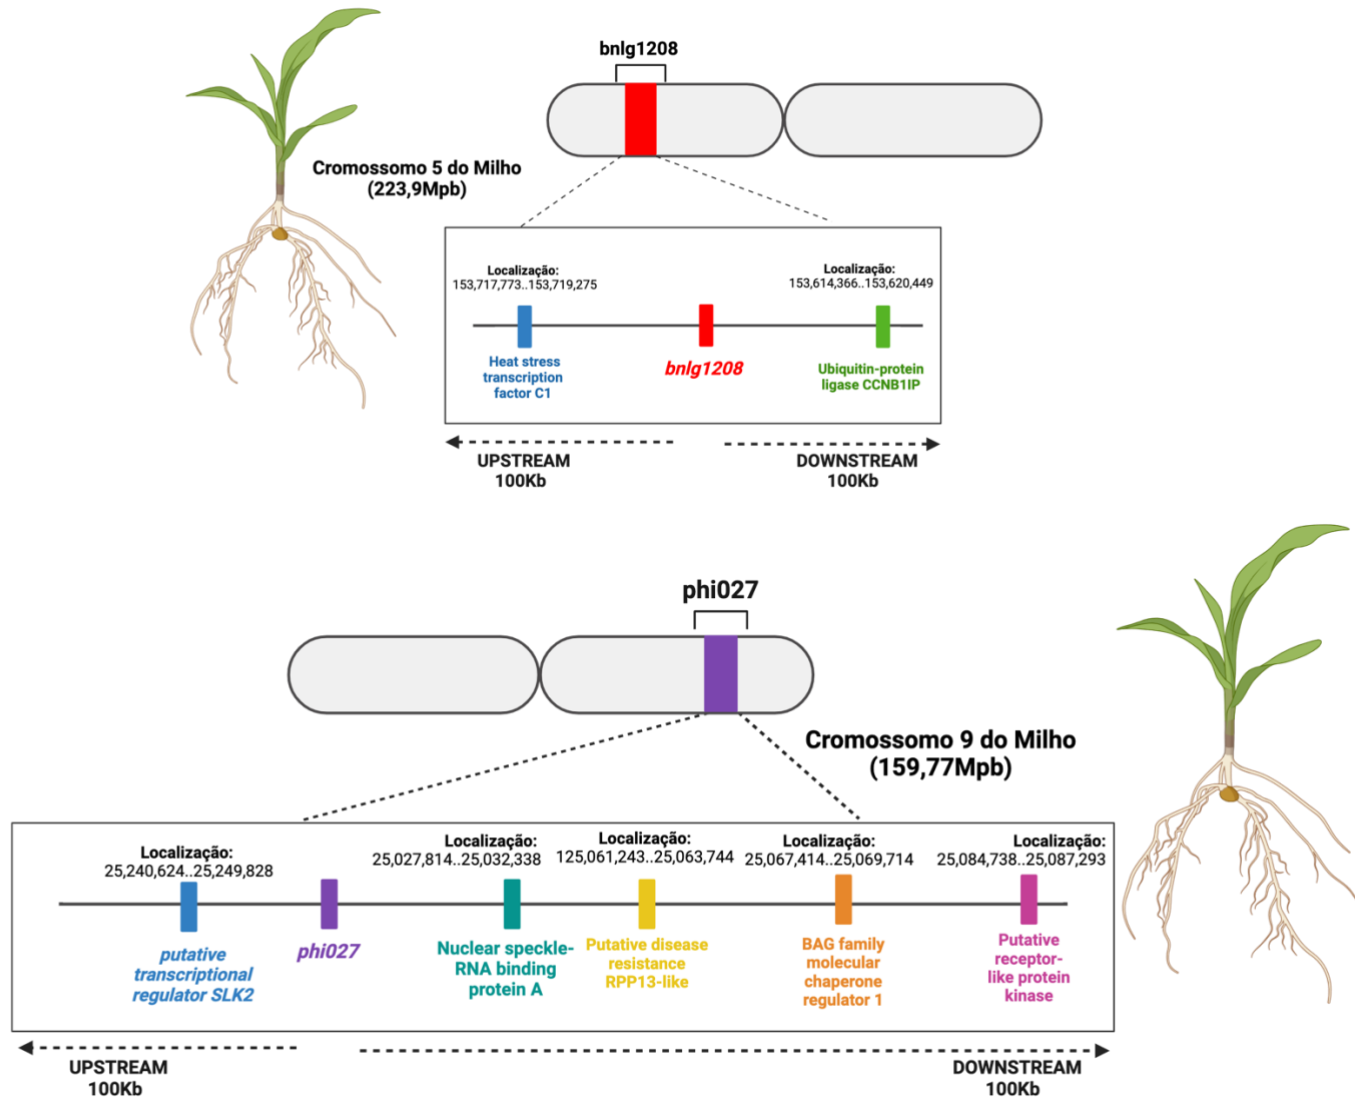 bnlg1208
Cromossomo 5 do Milho
(223,9Mpb)
Localização:
153,717,773..153,719,275
Localização:
153,614,366..153,620,449
Heat stress
transcription
factor C1
bnlg1208
Ubiquitin-protein
ligase CCNB1IP
UPSTREAM
100Kb
DOWNSTREAM
100Kb
phi027
Cromossomo 9 do Milho
(159,77Mpb)
Localização:
25,240,624..25,249,828
Localização:
25,027,814..25,032,338
Localização:
125,061,243..25,063,744
Localização:
25,067,414..25,069,714
Localização:
25,084,738..25,087,293
putative
transcriptional
regulator SLK2
phi027
Nuclear speckle-
RNA binding
protein A
Putative disease
resistance
RPP13-like
BAG family
molecular
chaperone
regulator 1
Putative
receptor-
like protein
kinase
UPSTREAM
100Kb
DOWNSTREAM
100Kb